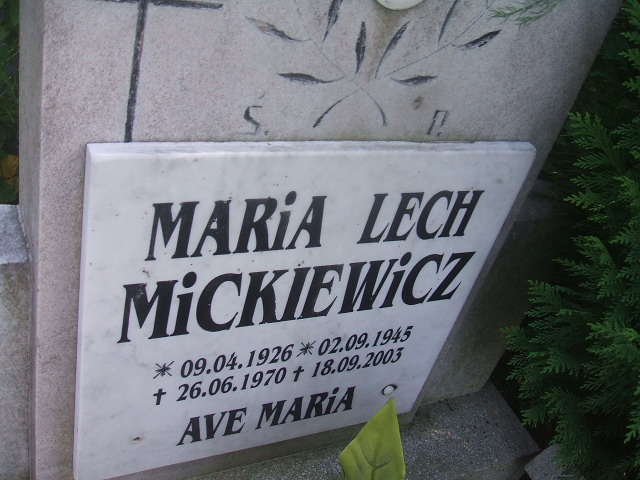 Ś. P.
MARiA LECH
MiCKIEWiCZ
* 09.04.1926 * 02.09.1945
† 26.06.1970 † 18.09.2003
AVE MARiA